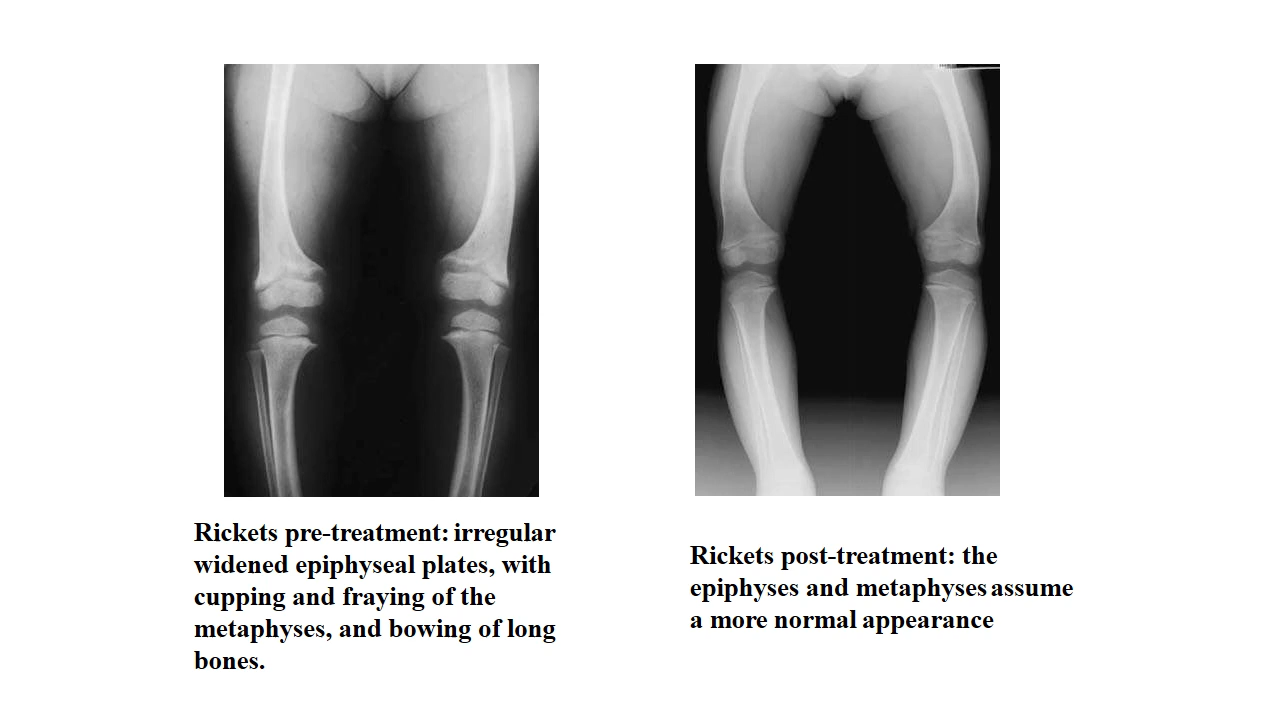 Rickets pre-treatment: irregular
widened epiphyseal plates, with
cupping and fraying of the
metaphyses, and bowing of long
bones.
Rickets post-treatment: the
epiphyses and metaphyses assume
a more normal appearance